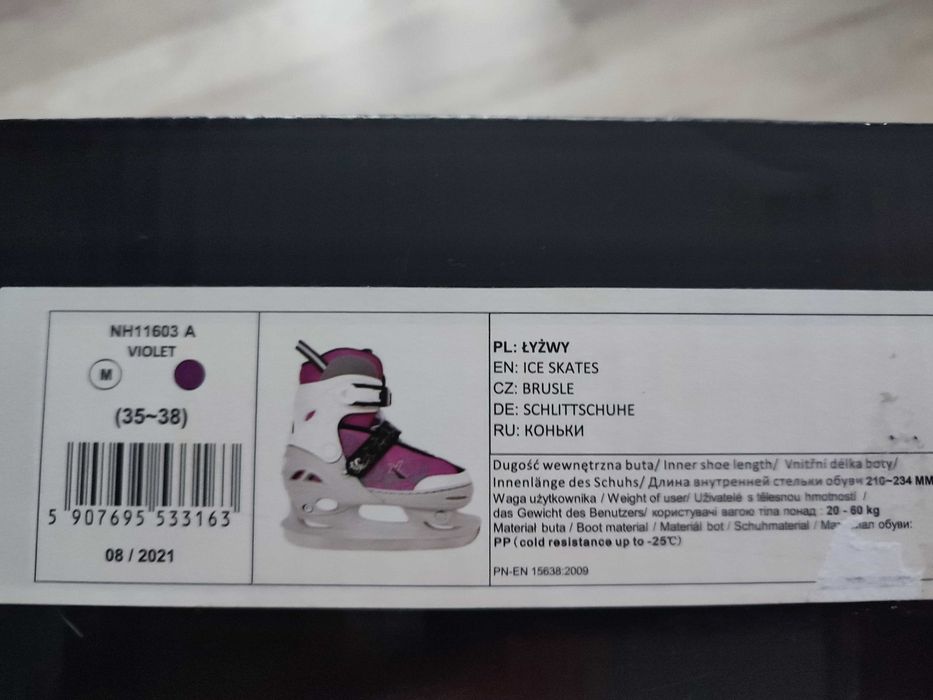 NH11603 A
VIOLET
M
(35~38)
5 907695 533163
08 / 2021
PL: ŁYŻWY
EN: ICE SKATES
CZ: BRUSLE
DE: SCHLITTSCHUHE
RU: КОНЬКИ
Dugość wewnętrzna buta/ Inner shoe length/ Vnitřní délka boty/
Innenlänge des Schuhs/ Длина внутренней стельки обуви 210~234 MM
Waga użytkownika / Weight of user/ Uživatelé s tělesnou hmotností /
das Gewicht des Benutzers/ користувачі вагою тіла понад : 20 - 60 kg
Materiał buta / Boot material / Materiál bot / Schuhmaterial / обуви:
PP (cold resistance up to -25℃)
PN-EN 15638:2009